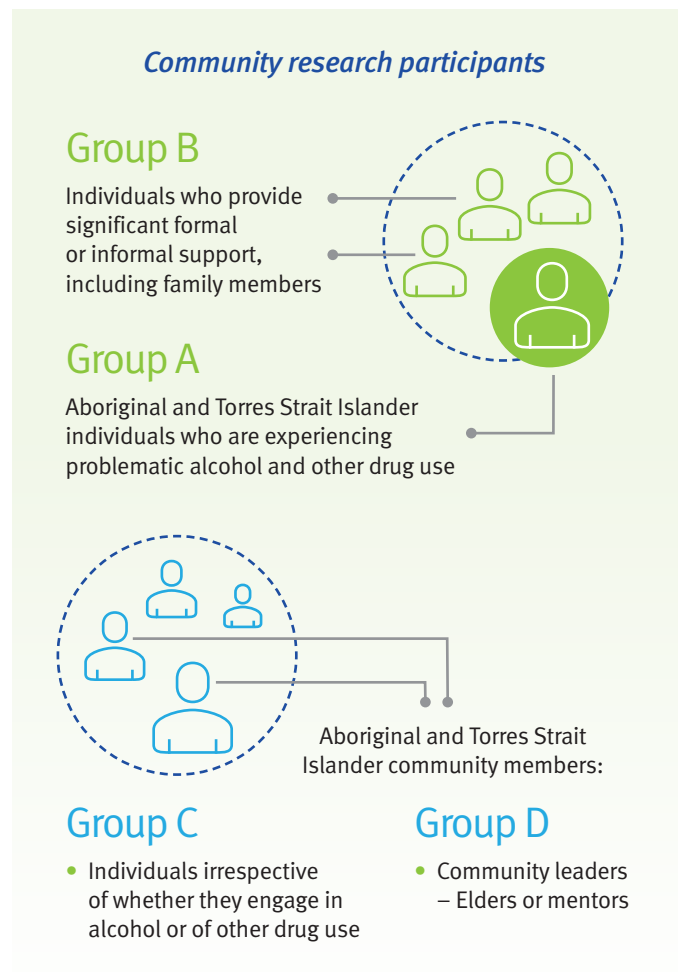 Community research participants
Group B
Individuals who provide
significant formal
or informal support,
including family members
Group A
Aboriginal and Torres Strait Islander
individuals who are experiencing
problematic alcohol and other drug use
Aboriginal and Torres Strait
Islander community members:
Group C
• Individuals irrespective
of whether they engage in
alcohol or of other drug use
Group D
• Community leaders
– Elders or mentors